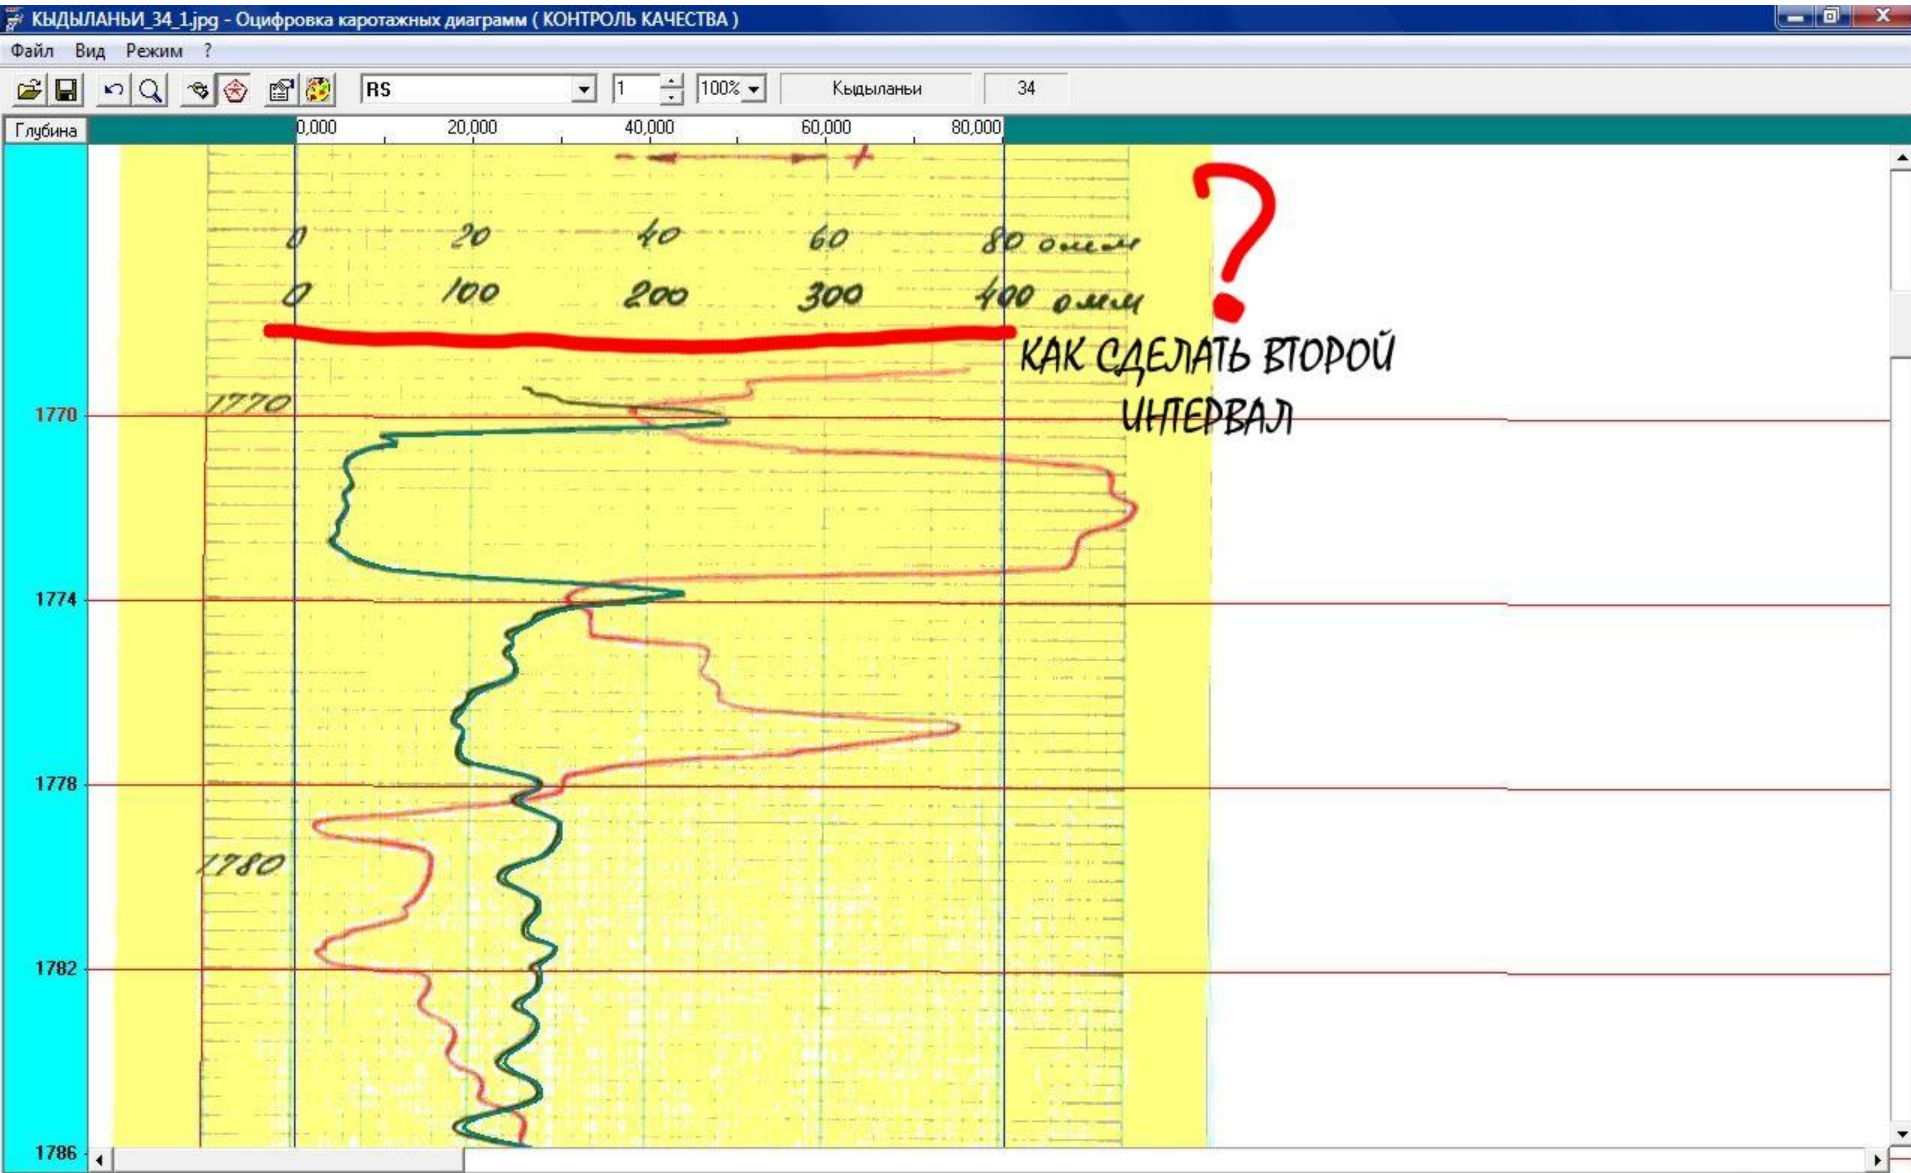 КЫДЫЛАНЬИ_34_1.jpg - Оцифровка каротажных диаграмм ( КОНТРОЛЬ КАЧЕСТВА )
Файл Вид Режим ?
RS 1 100% Кыдыланьи 34
Глубина 0,000 20,000 40,000 60,000 80,000
- +
?
0 20 40 60 80 омм
0 100 200 300 400 омм
КАК СДЕЛАТЬ ВТОРОЙ
ИНТЕРВАЛ
1770
1770
1774
1778
1780
1782
1786